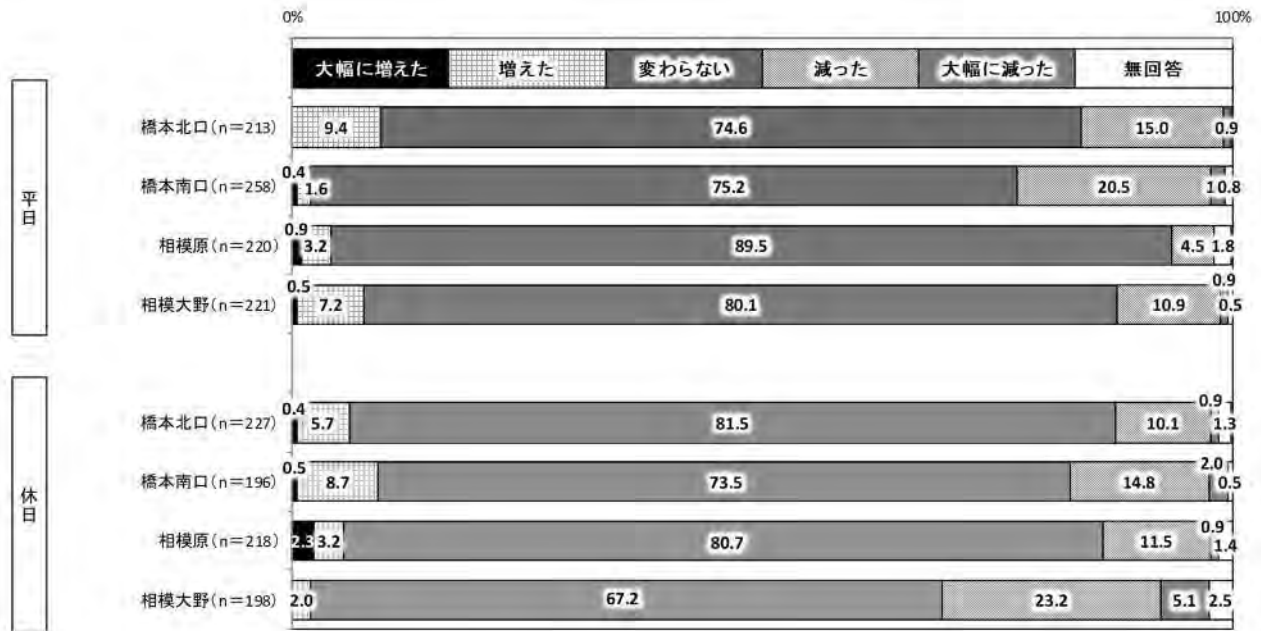 0%
100%
大幅に増えた 増えた 変わらない 減った 大幅に減った 無回答
平日
橋本北口(n=213) 9.4 74.6 15.0 0.9
橋本南口(n=258) 0.4 1.6 75.2 20.5 1 0.8
相模原(n=220) 0.9 3.2 89.5 4.5 1.8
相模大野(n=221) 0.5 7.2 80.1 10.9 0.9 0.5
休日
橋本北口(n=227) 0.4 5.7 81.5 10.1 0.9 1.3
橋本南口(n=196) 0.5 8.7 73.5 14.8 2.0 0.5
相模原(n=218) 2.3 3.2 80.7 11.5 0.9 1.4
相模大野(n=198) 2.0 67.2 23.2 5.1 2.5